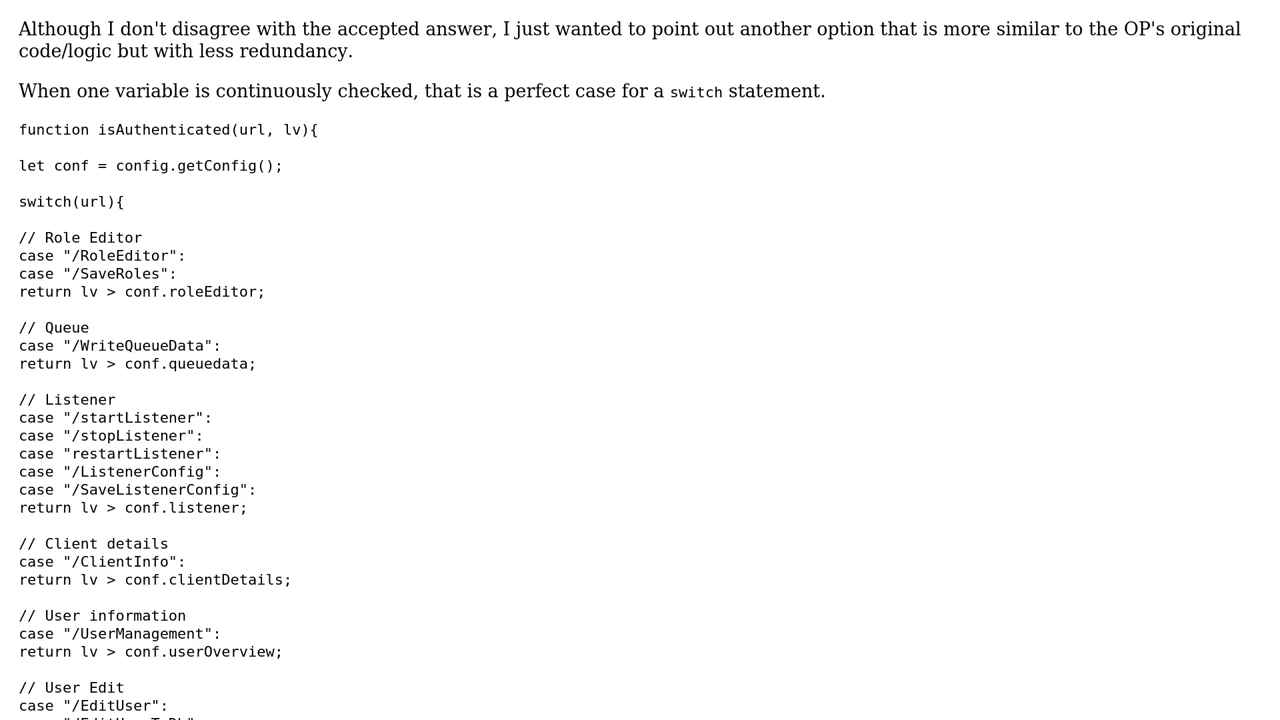 Although I don't disagree with the accepted answer, I just wanted to point out another option that is more similar to the OP's original
code/logic but with less redundancy.
When one variable is continuously checked, that is a perfect case for a switch statement.
function isAuthenticated(url, lv){
let conf = config.getConfig();
switch(url){
// Role Editor
case "/RoleEditor":
case "/SaveRoles":
return lv > conf.roleEditor;
// Queue
case "/WriteQueueData":
return lv > conf.queuedata;
// Listener
case "/startListener":
case "/stopListener":
case "restartListener":
case "/ListenerConfig":
case "/SaveListenerConfig":
return lv > conf.listener;
// Client details
case "/ClientInfo":
return lv > conf.clientDetails;
// User information
case "/UserManagement":
return lv > conf.userOverview;
// User Edit
case "/EditUser":